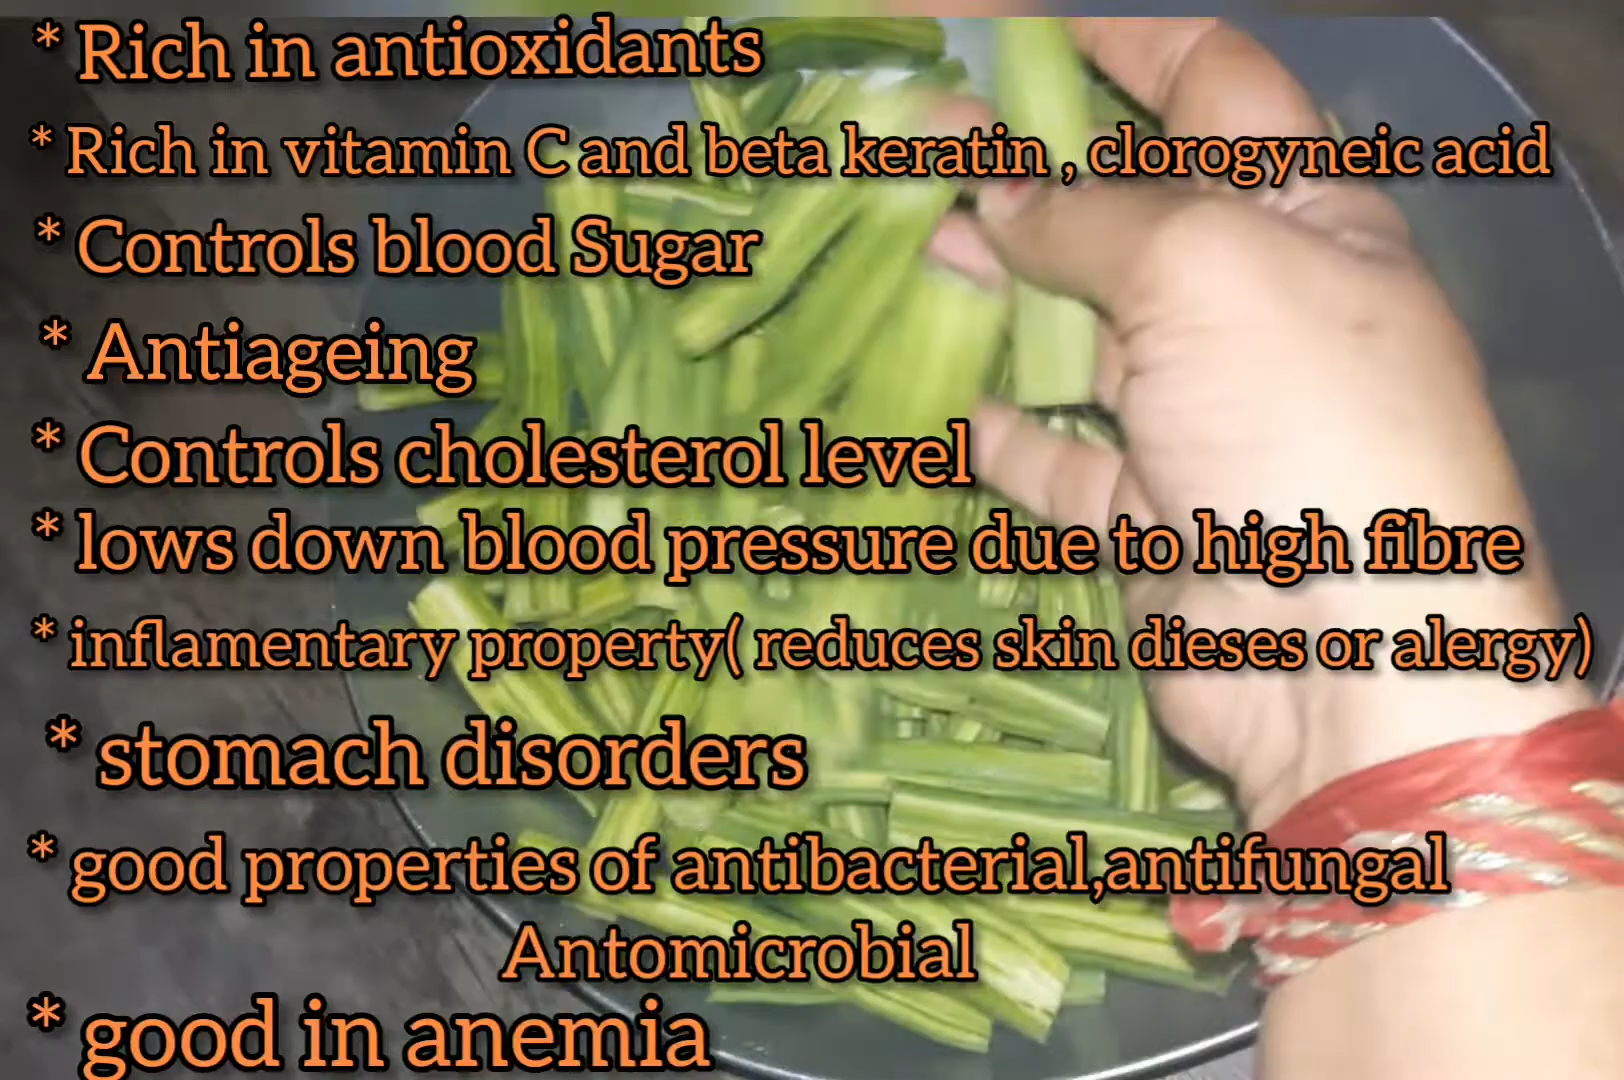 * Rich in antioxidants
* Rich in vitamin C and beta keratin , clorogyneic acid
* Controls blood Sugar
* Antiageing
* Controls cholesterol level
* lows down blood pressure due to high fibre
* inflamentary property( reduces skin dieses or alergy)
* stomach disorders
* good properties of antibacterial,antifungal
Antomicrobial
* good in anemia